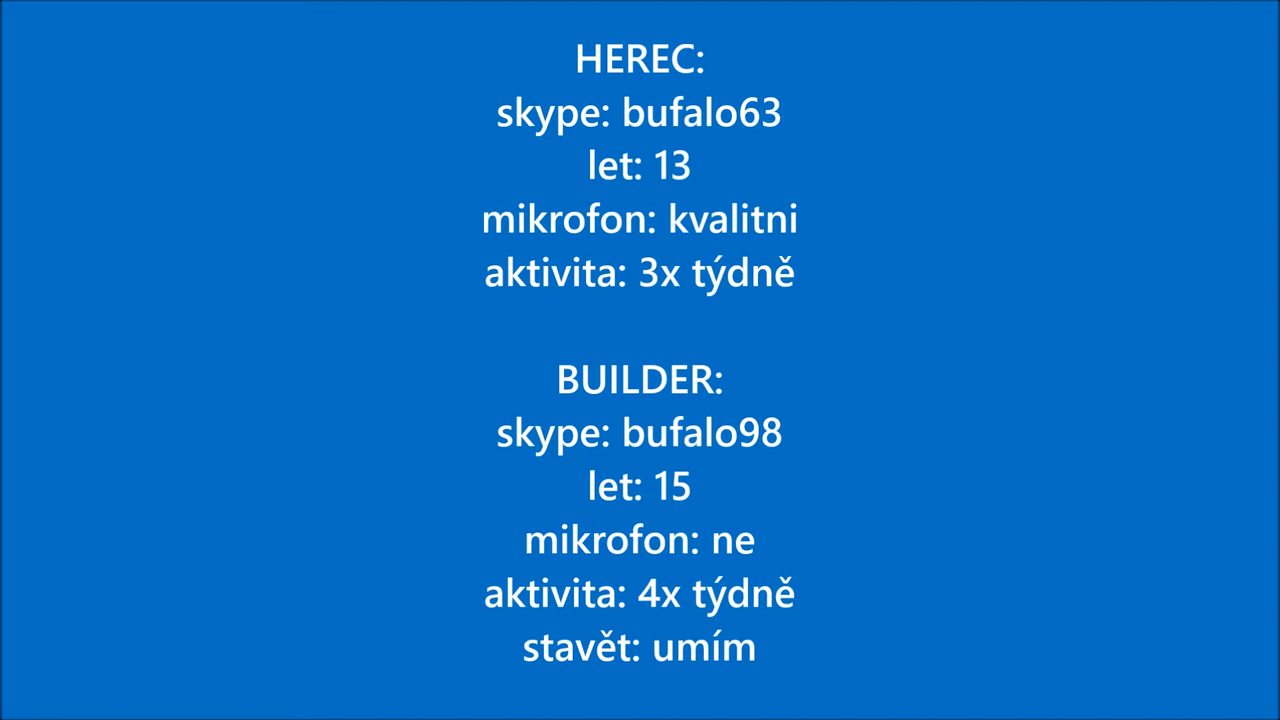 HEREC:
skype: bufalo63
let: 13
mikrofon: kvalitni
aktivita: 3x týdně
BUILDER:
skype: bufalo98
let: 15
mikrofon: ne
aktivita: 4x týdně
stavět: umím